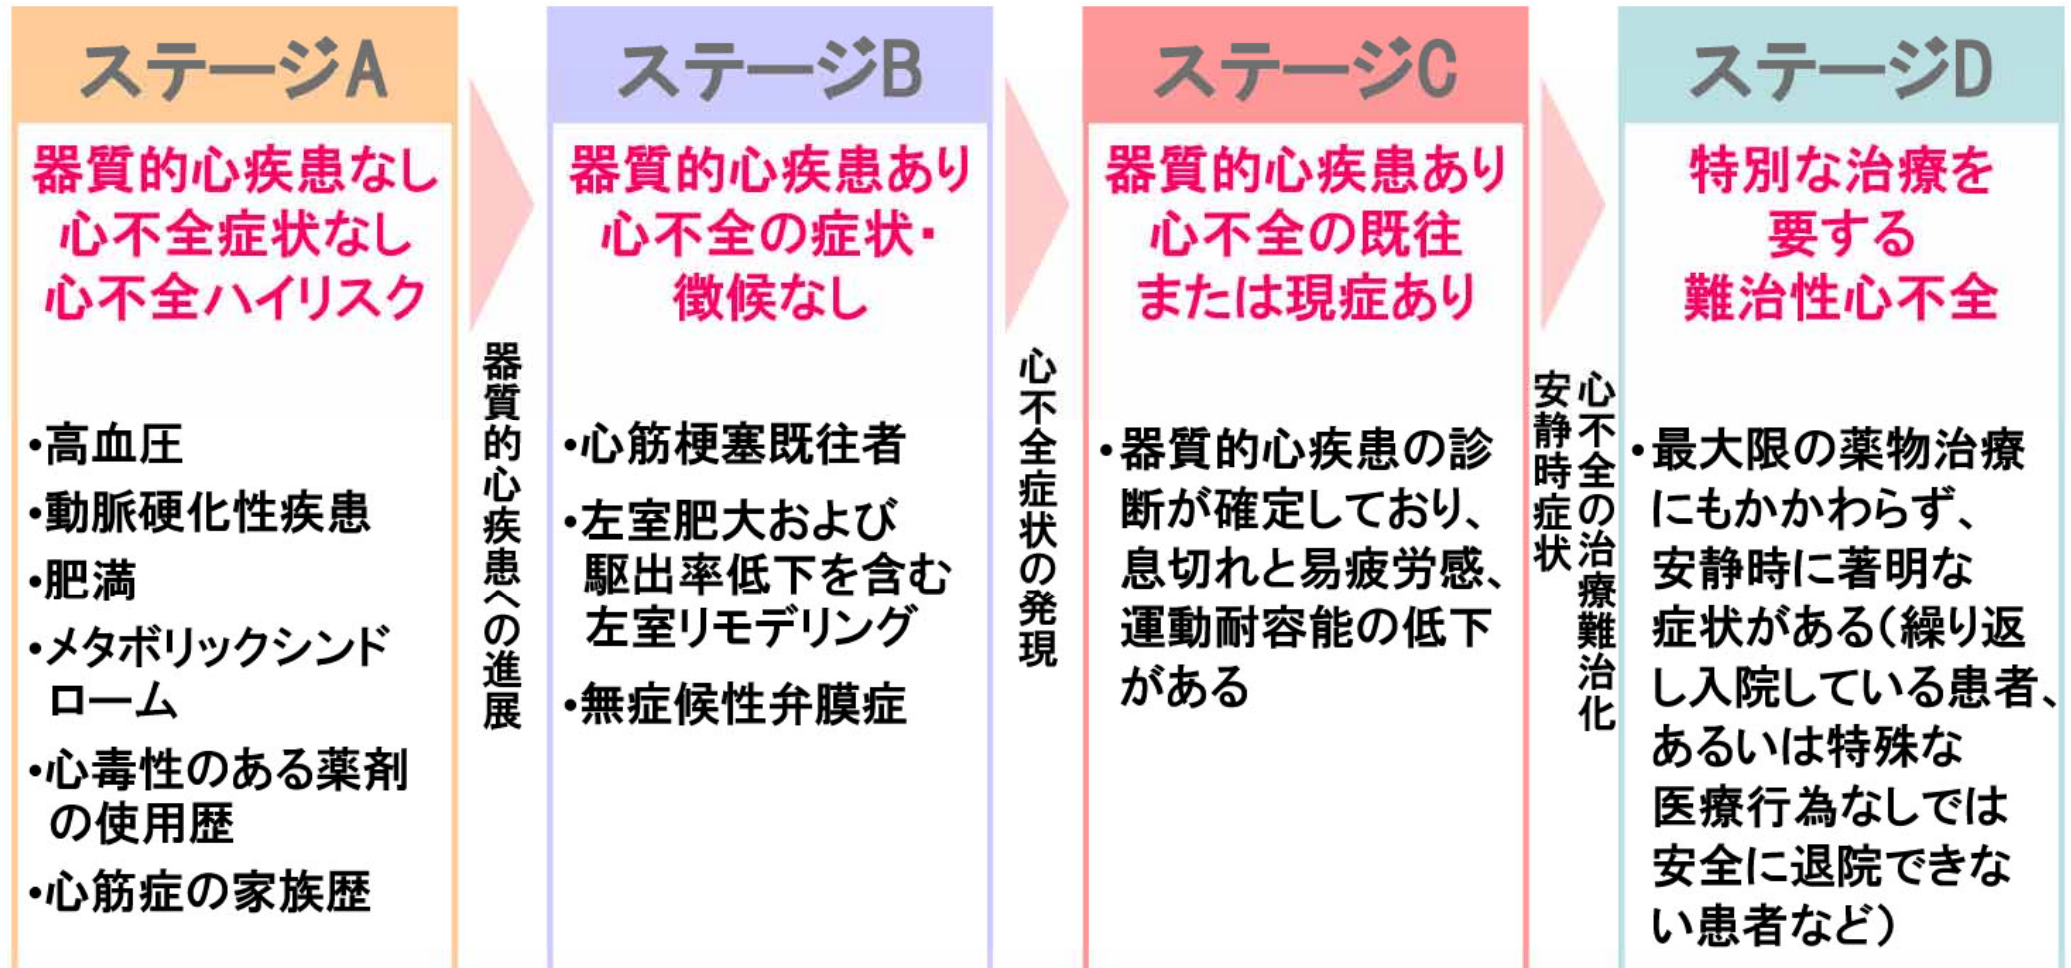 ステージA
器質的心疾患なし
心不全症状なし
心不全ハイリスク
・高血圧
・動脈硬化性疾患
・肥満
・メタボリックシンド
ローム
・心毒性のある薬剤
の使用歴
・心筋症の家族歴
器質的心疾患への進展
ステージB
器質的心疾患あり
心不全の症状・
徴候なし
・心筋梗塞既往者
・左室肥大および
駆出率低下を含む
左室リモデリング
・無症候性弁膜症
心不全症状の発現
ステージC
器質的心疾患あり
心不全の既往
または現症あり
・器質的心疾患の診
断が確定しており、
息切れと易疲労感、
運動耐容能の低下
がある
心不全の治療難治化
安静時症状
ステージD
特別な治療を
要する
難治性心不全
・最大限の薬物治療
にもかかわらず、
安静時に著明な
症状がある（繰り返
し入院している患者、
あるいは特殊な
医療行為なしでは
安全に退院できな
い患者など）